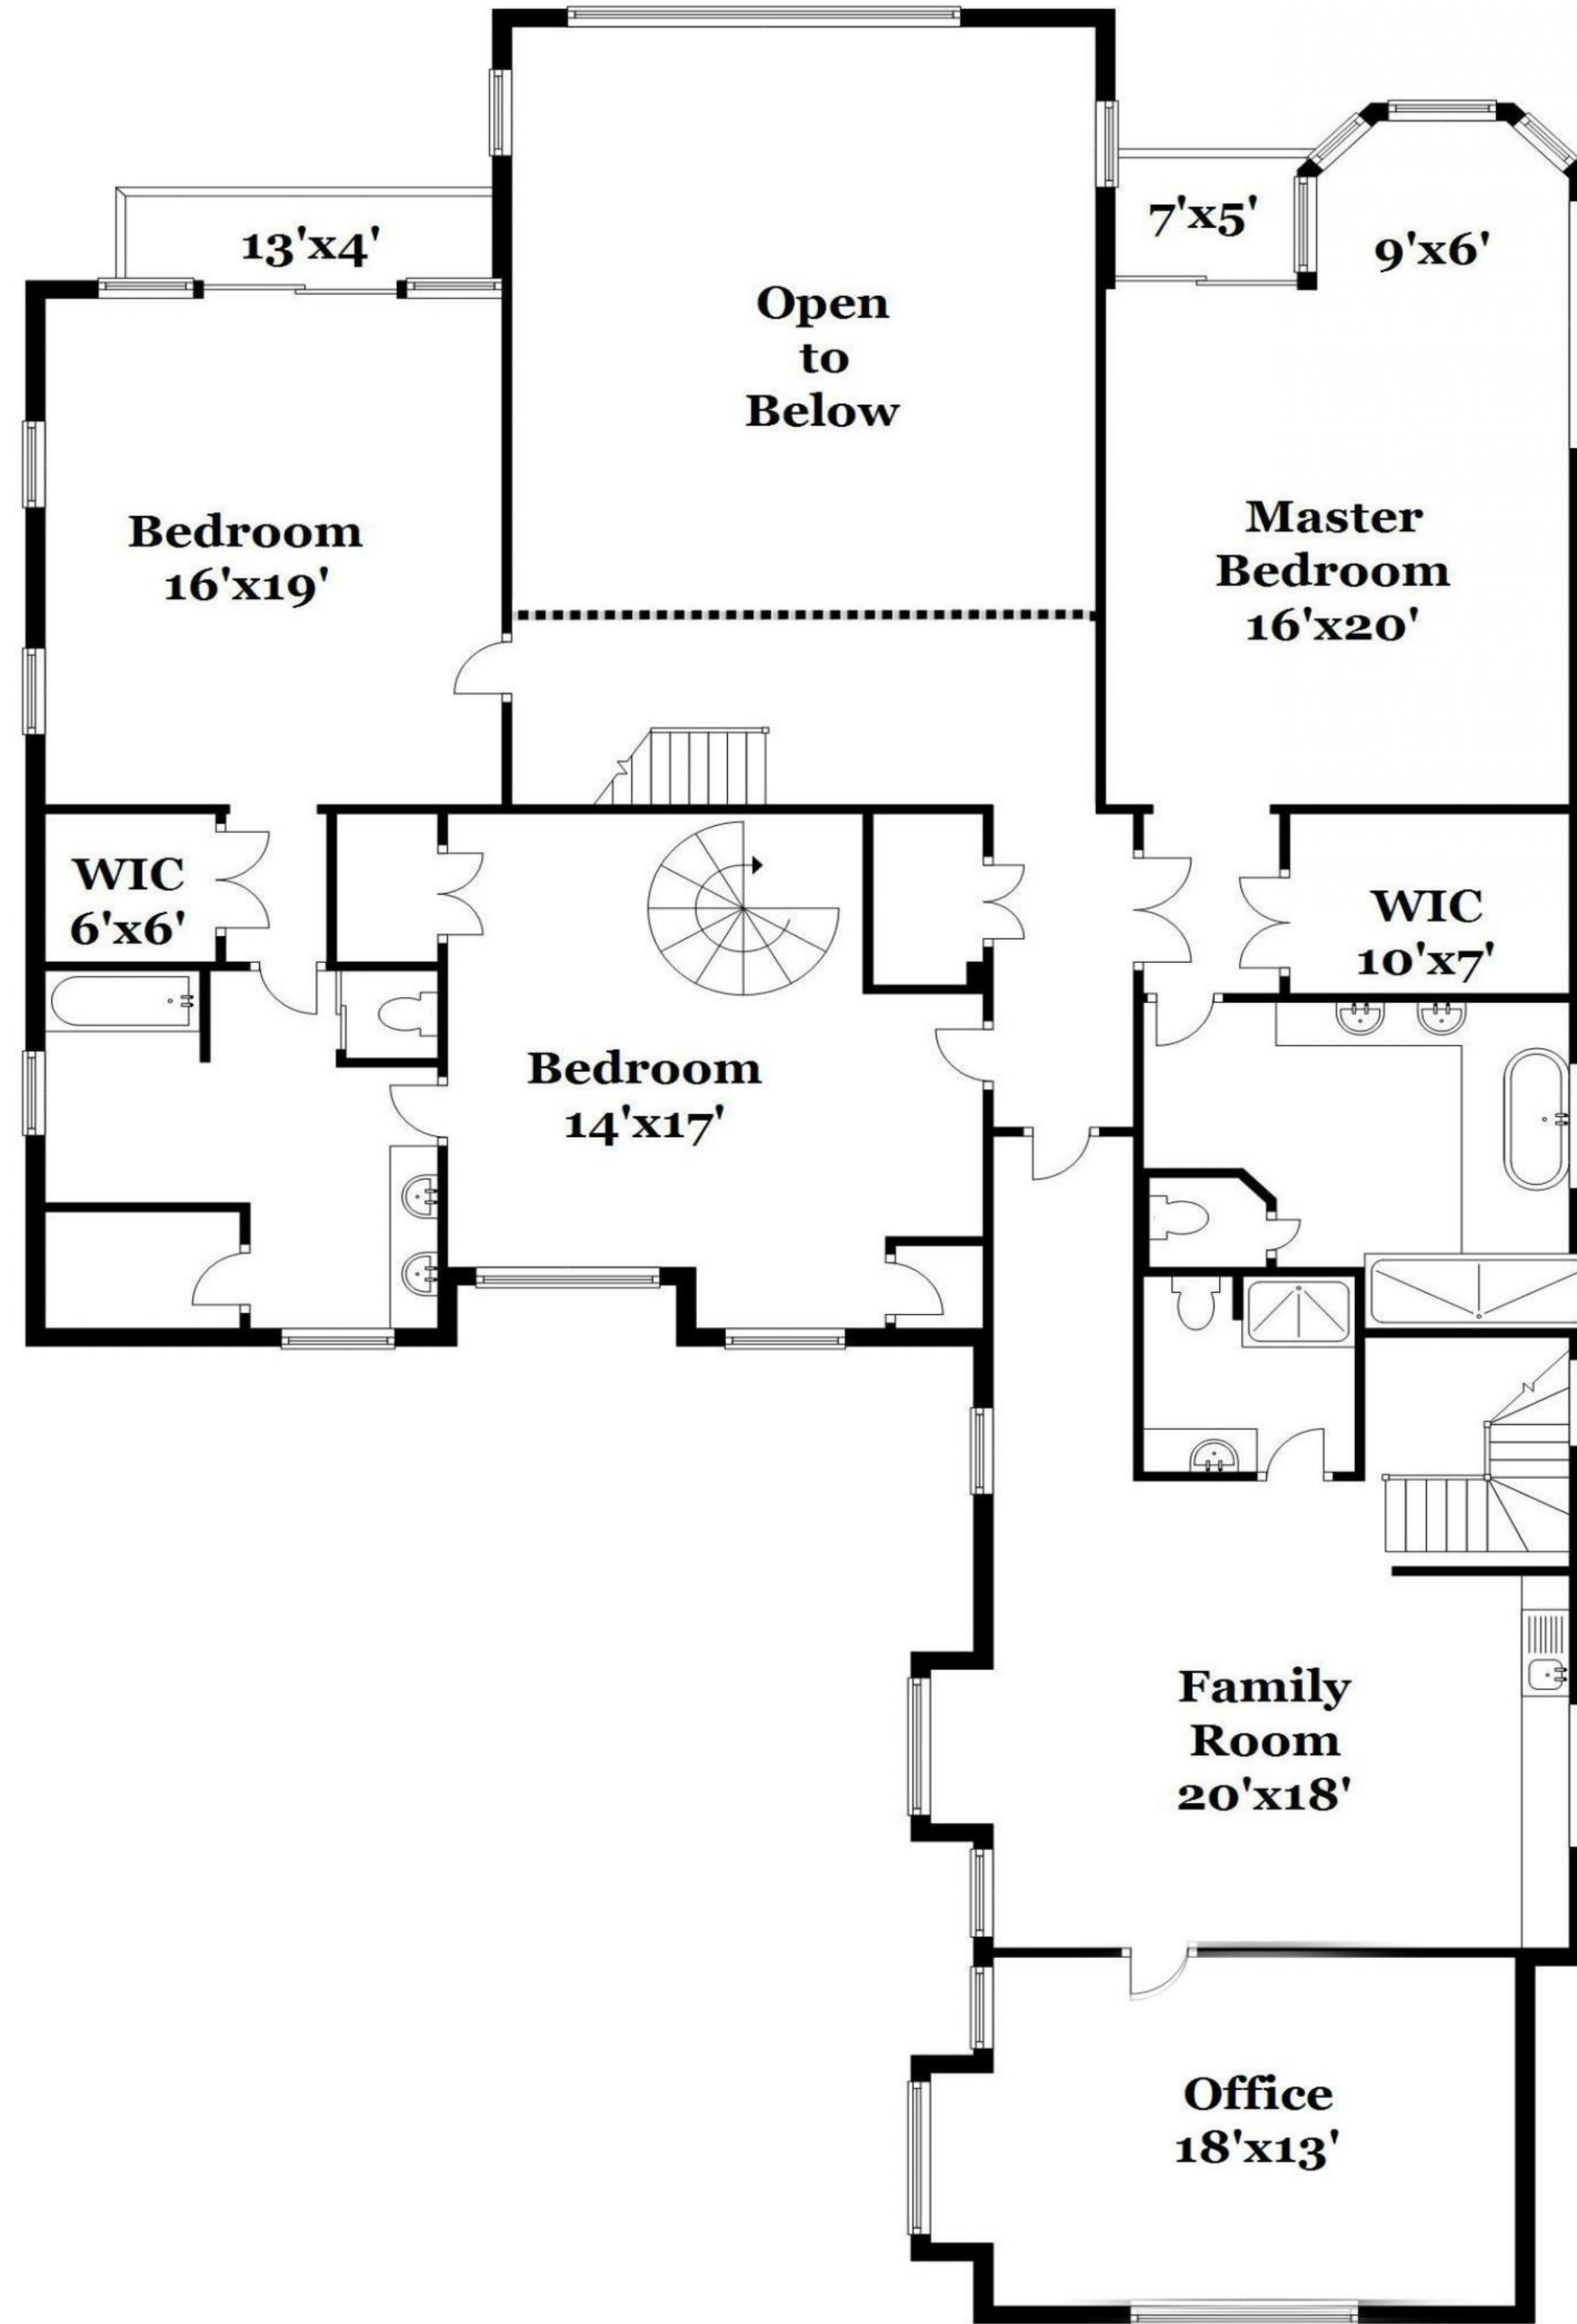 13'x4'
7'x5'
9'x6'
Open
to
Below
Bedroom
16'x19'
Master
Bedroom
16'x20'
WIC
6'x6'
WIC
10'x7'
Bedroom
14'x17'
Family
Room
20'x18'
Office
18'x13'